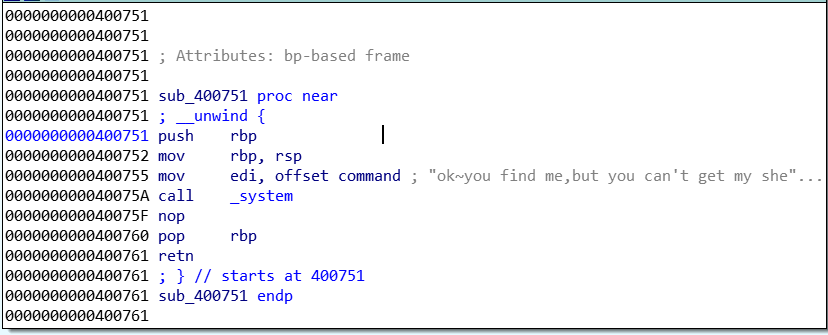 0000000000400751
0000000000400751
0000000000400751 ; Attributes: bp-based frame
0000000000400751
0000000000400751 sub_400751 proc near
0000000000400751 ; __unwind {
0000000000400751 push    rbp
0000000000400752 mov     rbp, rsp
0000000000400755 mov     edi, offset command ; "ok~you find me,but you can't get my she"...
000000000040075A call    _system
000000000040075F nop
0000000000400760 pop     rbp
0000000000400761 retn
0000000000400761 ; } // starts at 400751
0000000000400761 sub_400751 endp
0000000000400761